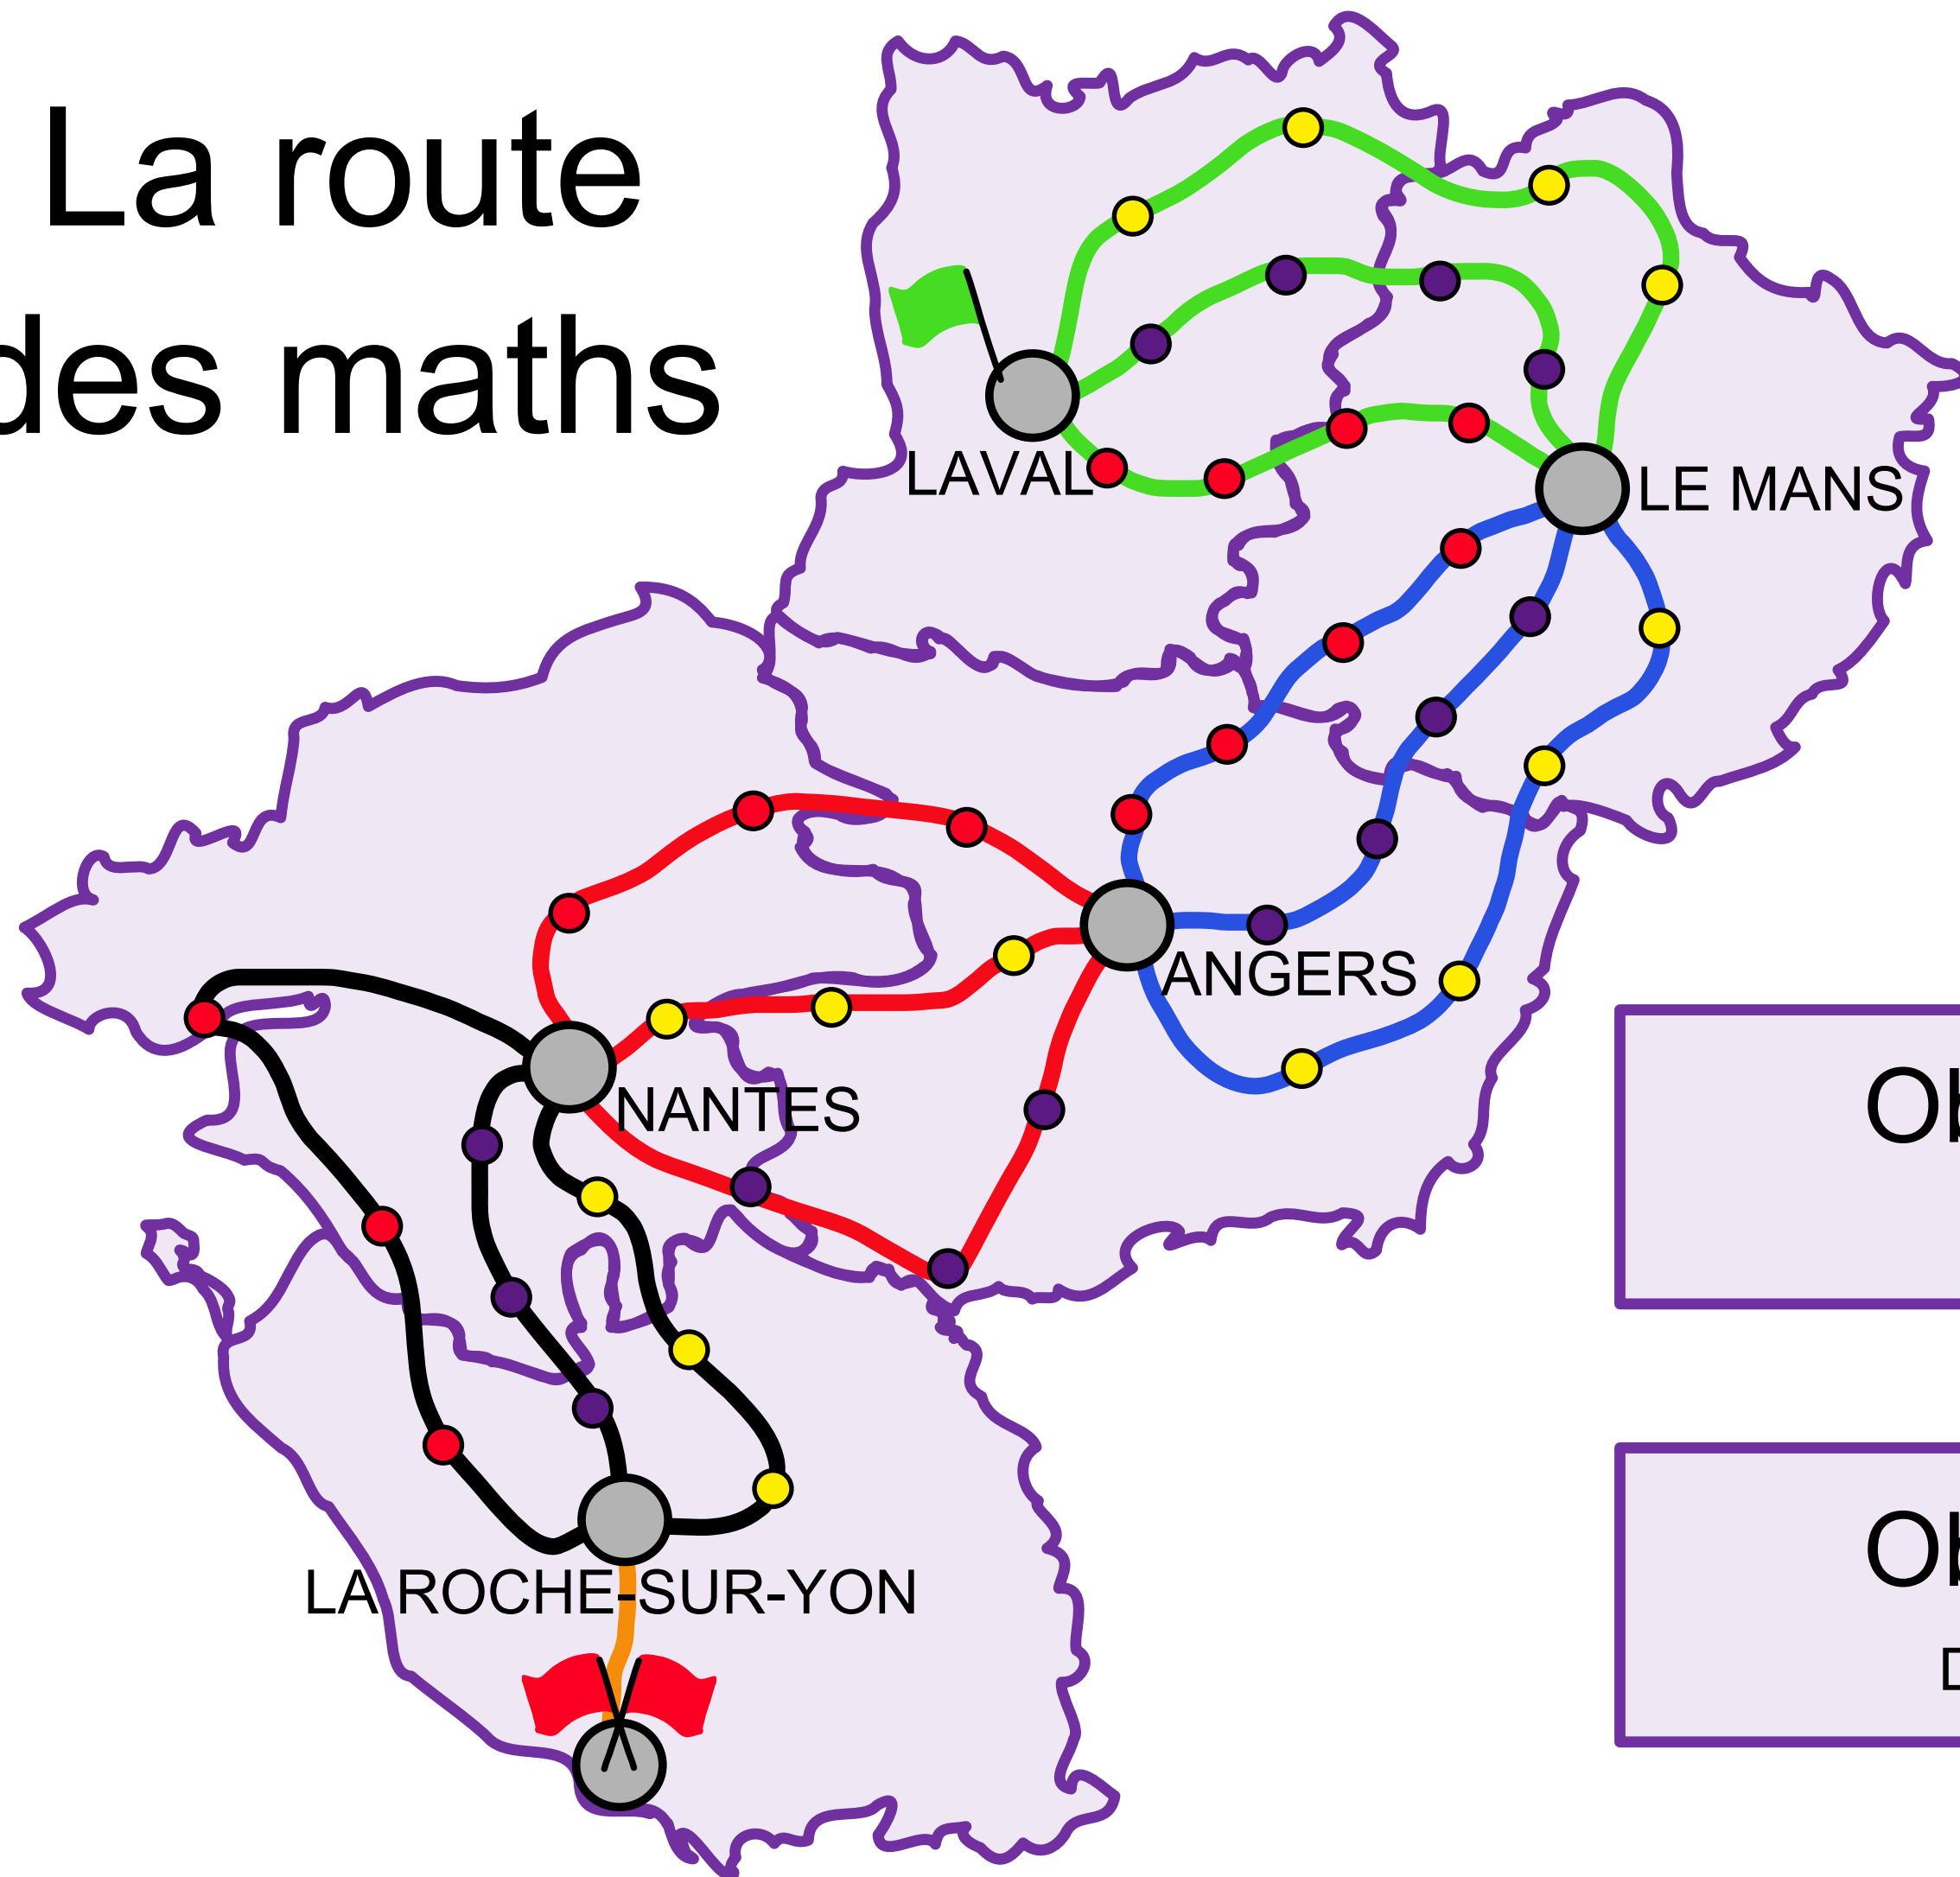 La route
des maths
LAVAL
LE MANS
ANGERS
NANTES
LA ROCHE-SUR-YON